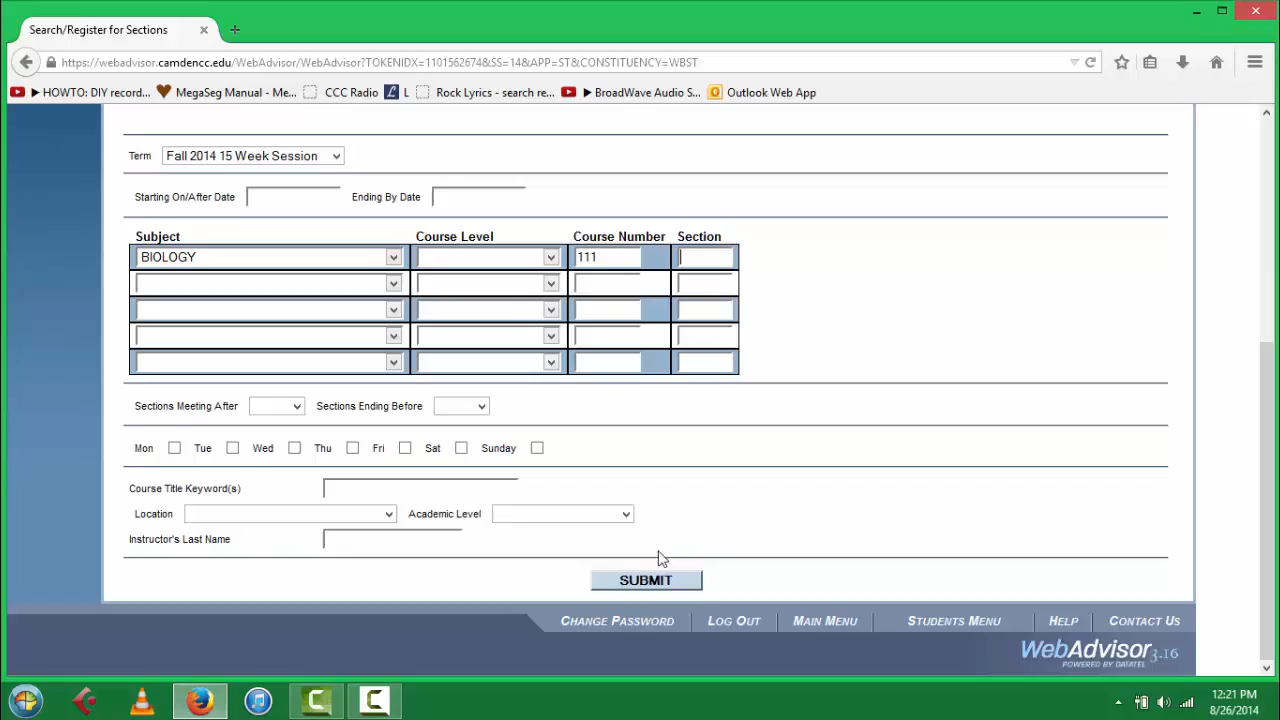 Search/Register for Sections
https://webadvisor.camdencc.edu/WebAdvisor/WebAdvisor?TOKENIDX=1101562674&SS=14&APP=ST&CONSTITUENCY=WBST
▶ HOWTO: DIY record... MegaSeg Manual - Me... CCC Radio L Rock Lyrics - search re... ▶ BroadWave Audio S... Outlook Web App
Term Fall 2014 15 Week Session
Starting On/After Date Ending By Date
Subject Course Level Course Number Section
BIOLOGY 111
Sections Meeting After Sections Ending Before
Mon Tue Wed Thu Fri Sat Sunday
Course Title Keyword(s)
Location Academic Level
Instructor's Last Name
SUBMIT
CHANGE PASSWORD LOG OUT MAIN MENU STUDENTS MENU HELP CONTACT US
WebAdvisor 3.16
POWERED BY DATATEL
12:21 PM
8/26/2014